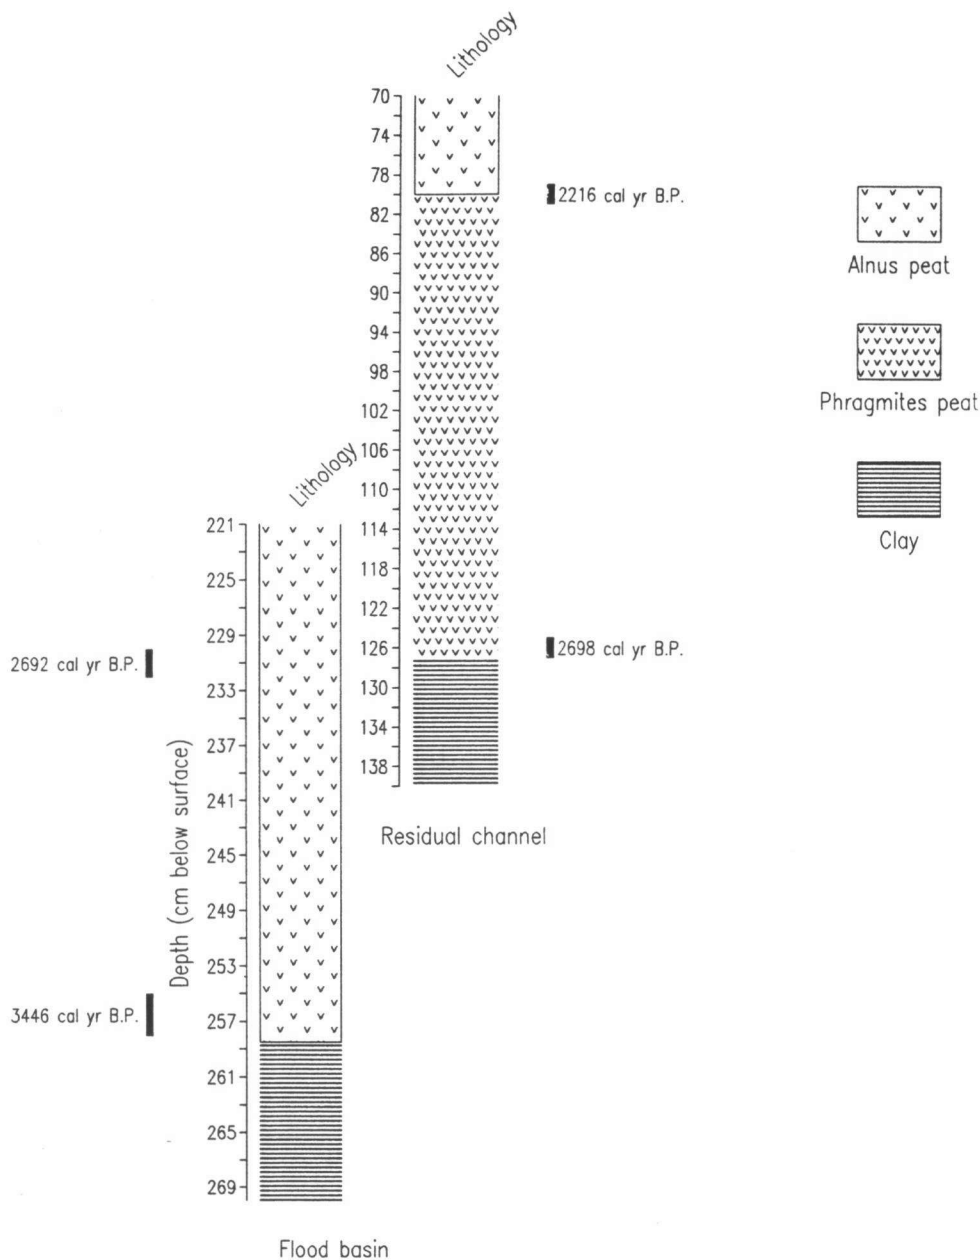 Lithology
70
74
78
82
86
90
94
98
102
106
110
114
118
122
126
130
134
138
2216 cal yr B.P.
2698 cal yr B.P.
Residual channel
Alnus peat
Phragmites peat
Clay
Lithology
221
225
229
233
237
241
245
249
253
257
261
265
269
Depth (cm below surface)
2692 cal yr B.P.
3446 cal yr B.P.
Flood basin